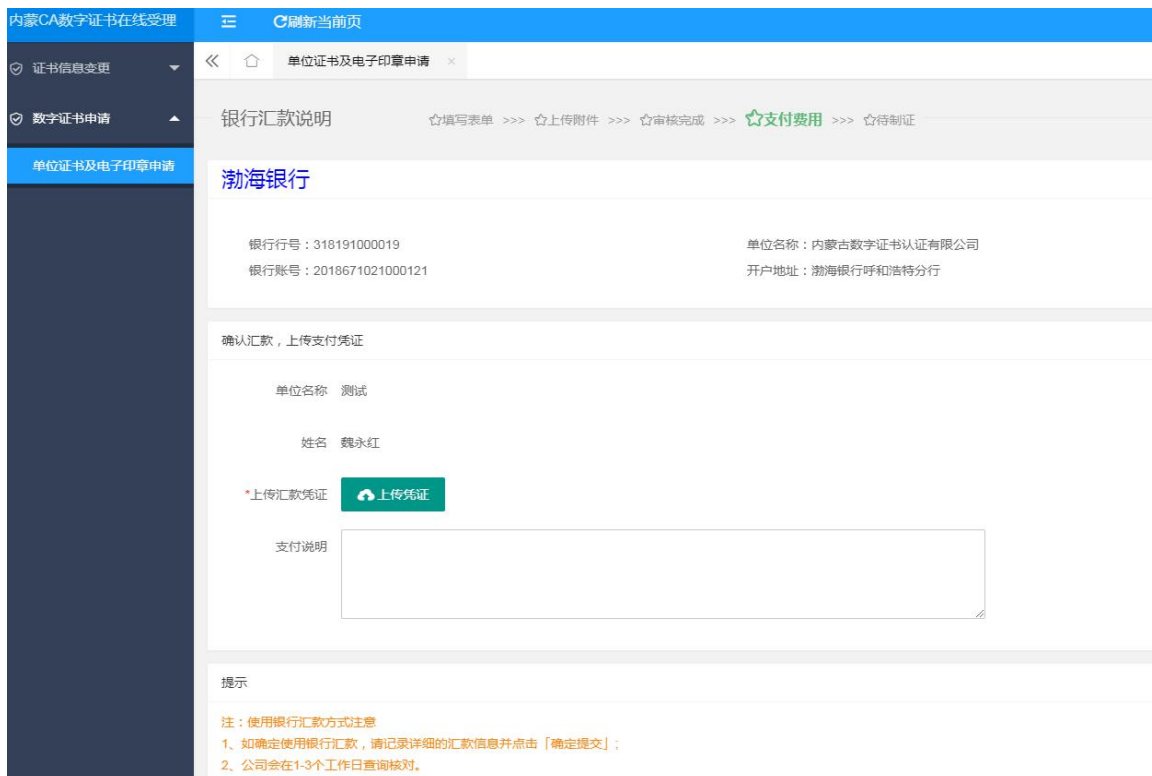 内蒙CA数字证书在线受理
刷新当前页
证书信息变更
单位证书及电子印章申请 ×
数字证书申请
银行汇款说明
填写表单 >>> 上传附件 >>> 审核完成 >>> 支付费用 >>> 待制证
单位证书及电子印章申请
渤海银行
银行行号：318191000019
单位名称：内蒙古数字证书认证有限公司
银行账号：2018671021000121
开户地址：渤海银行呼和浩特分行
确认汇款，上传支付凭证
单位名称 测试
姓名 魏永红
*上传汇款凭证 上传凭证
支付说明
提示
注：使用银行汇款方式注意
1、如确定使用银行汇款，请记录详细的汇款信息并点击「确定提交」；
2、公司会在1-3个工作日查询核对。